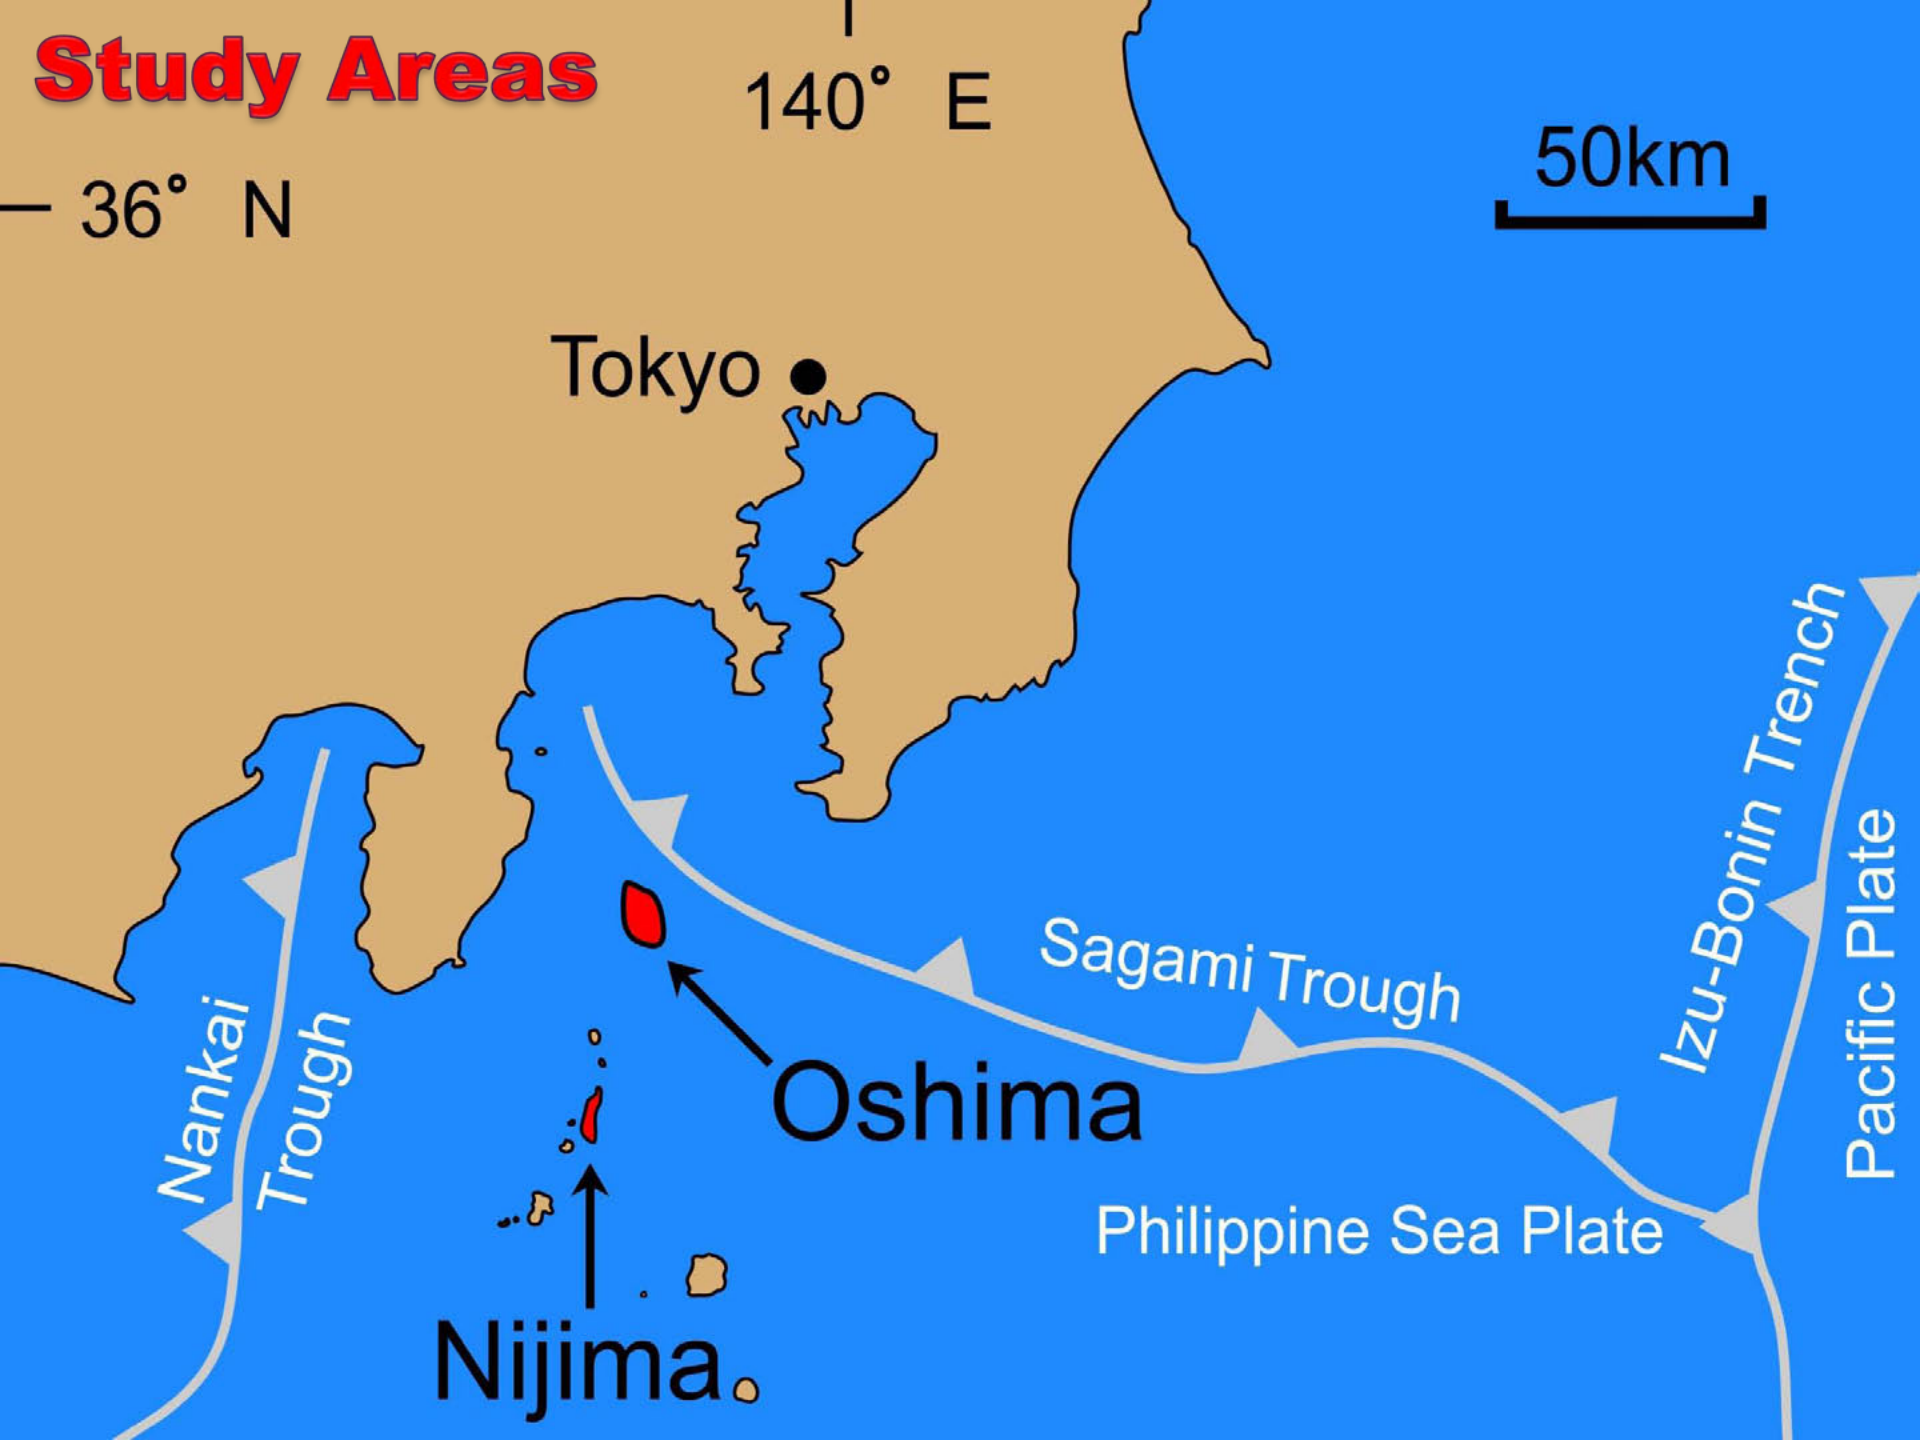 Study Areas
140° E
36° N
50km
Tokyo
Izu-Bonin Trench
Pacific Plate
Sagami Trough
Nankai
Trough
Oshima
Philippine Sea Plate
Nijima